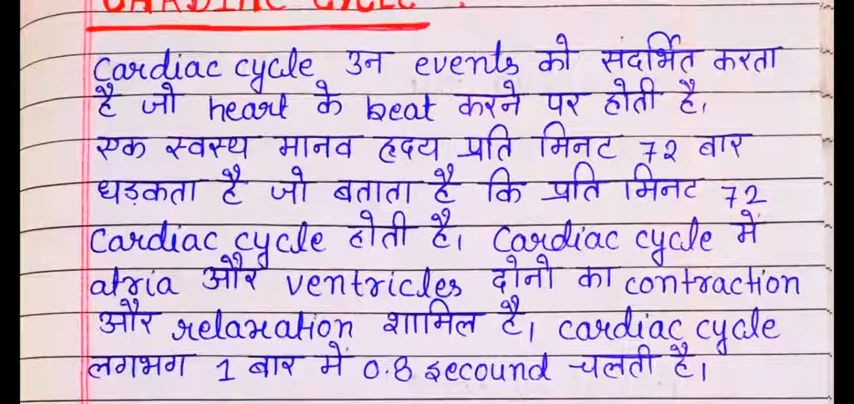 CARDIAC CYCLE :
Cardiac cycle उन events को संदर्भित करता
है जो heart के beat करने पर होती है,
एक स्वस्थ मानव हृदय प्रति मिनट 72 बार
धड़कता है जो बताता है कि प्रति मिनट 72
Cardiac cycle होती है। Cardiac cycle में
atria और ventricles दोनो का contraction
और relaxation शामिल है। cardiac cycle
लगभग 1 बार में 0.8 secound चलती है।